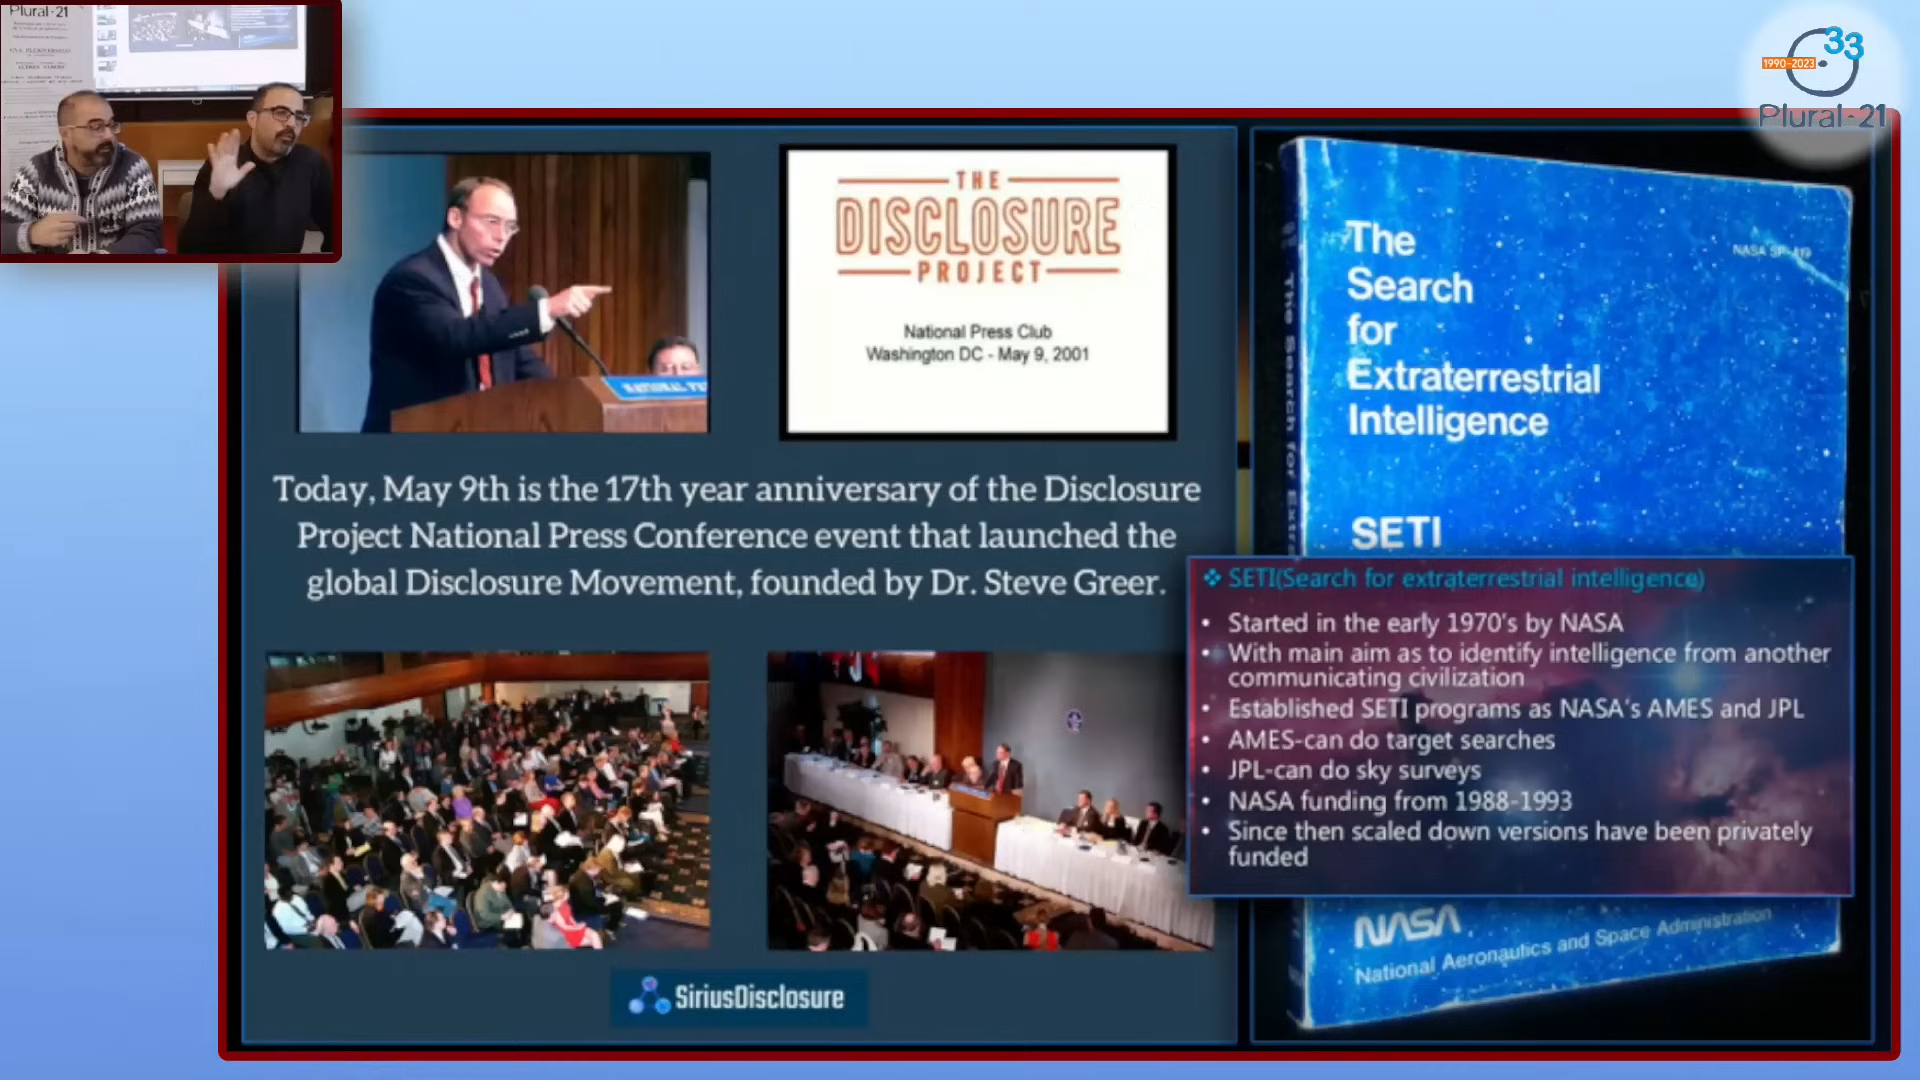 Plural-21
33
1990-2023
Plural-21
THE
DISCLOSURE
PROJECT
National Press Club
Washington DC - May 9, 2001
NATIONAL
Today, May 9th is the 17th year anniversary of the Disclosure
Project National Press Conference event that launched the
global Disclosure Movement, founded by Dr. Steve Greer.
SiriusDisclosure
The
Search
for
Extraterrestrial
Intelligence
NASA SP-419
The Search for
SETI
❖ SETI(Search for extraterrestrial intelligence)
• Started in the early 1970's by NASA
• With main aim as to identify intelligence from another
communicating civilization
• Established SETI programs as NASA's AMES and JPL
• AMES-can do target searches
• JPL-can do sky surveys
• NASA funding from 1988-1993
• Since then scaled down versions have been privately
funded
NASA
National Aeronautics and Space Administration